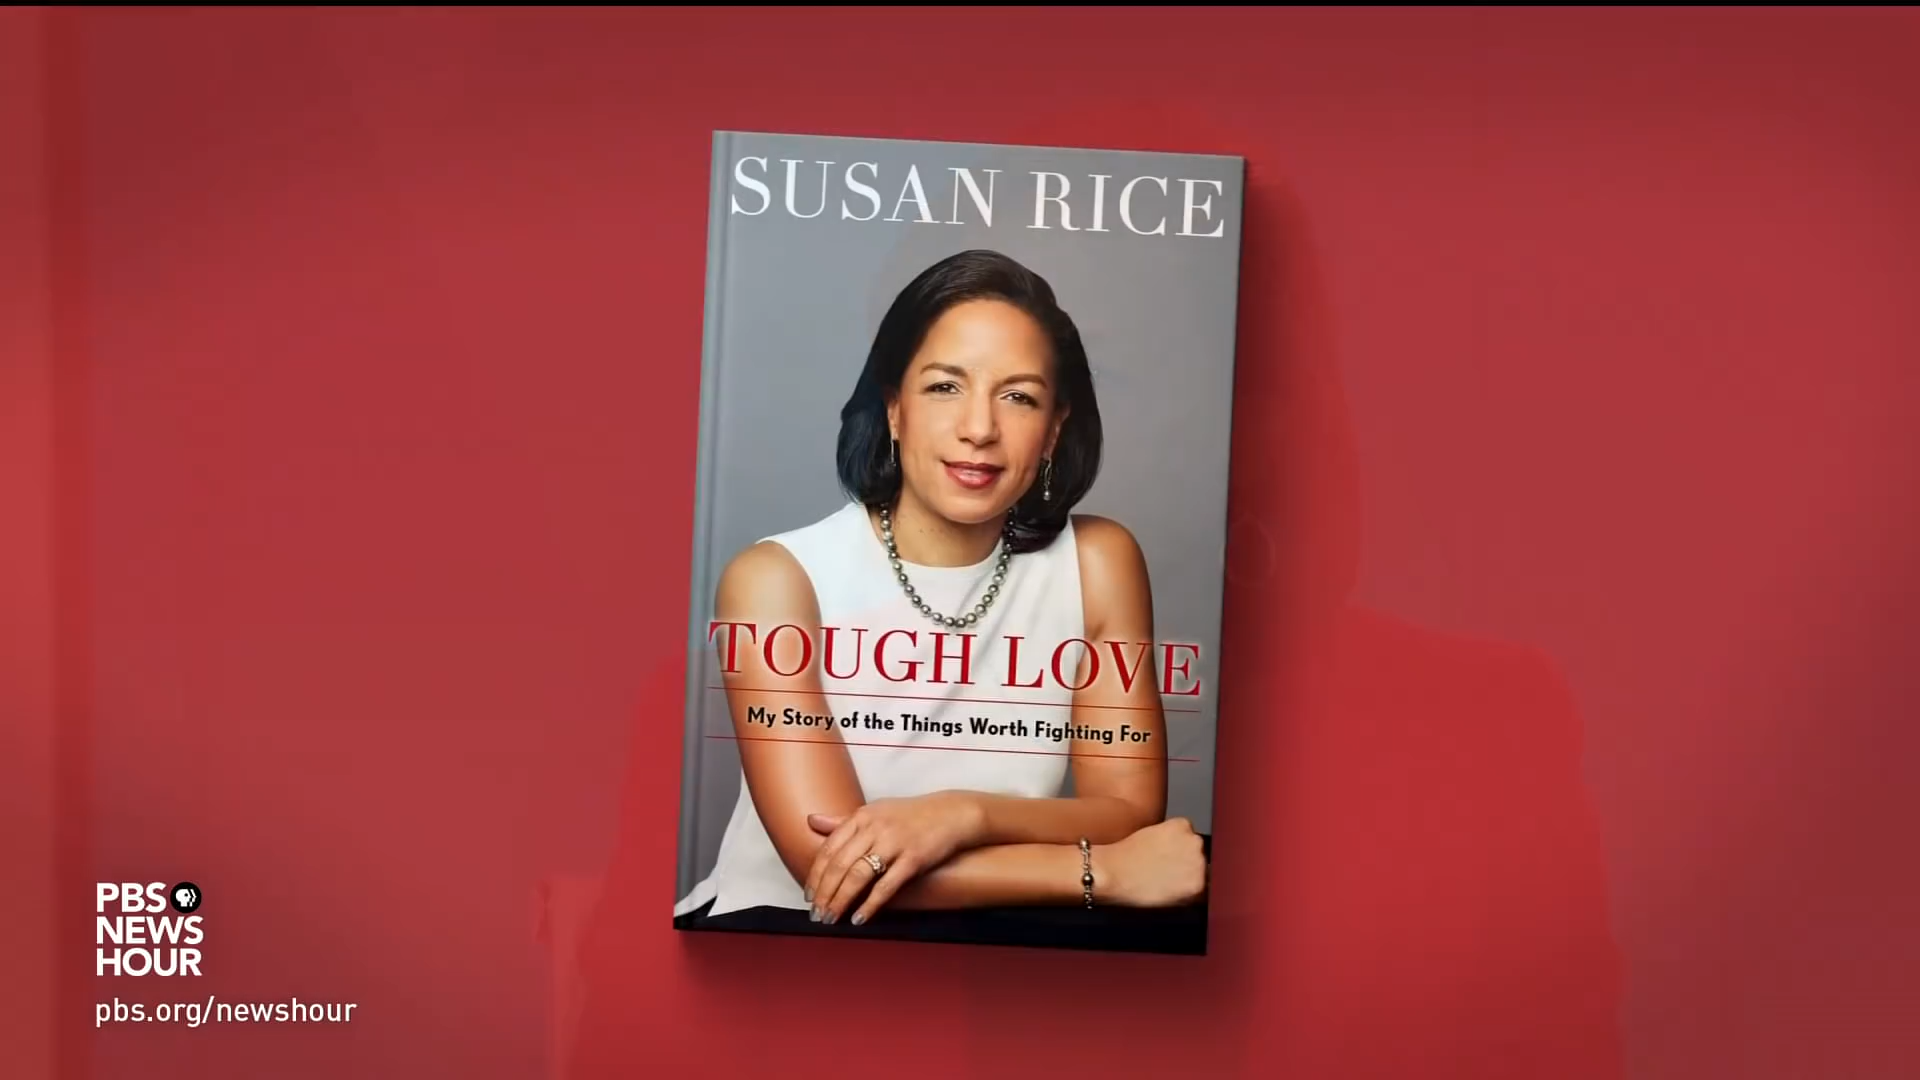 SUSAN RICE
TOUGH LOVE
My Story of the Things Worth Fighting For
PBS
NEWS
HOUR
pbs.org/newshour